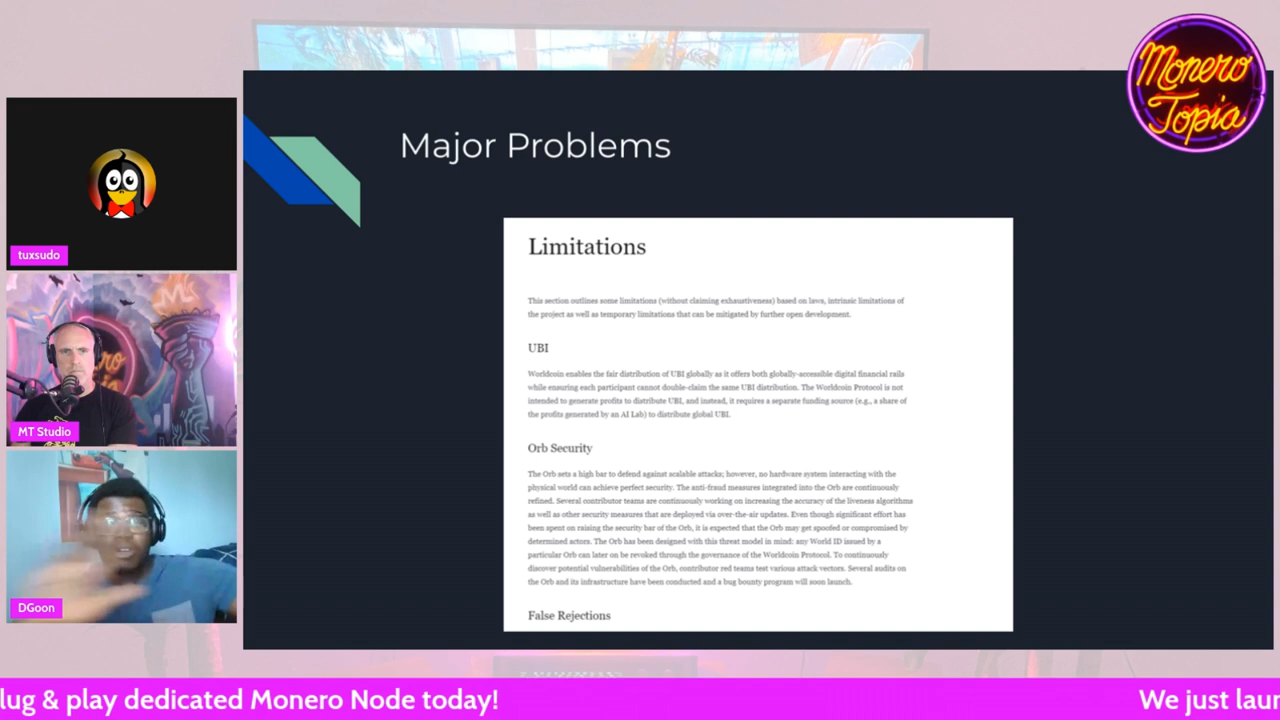 Monero
Topia
Major Problems
tuxsudo
MT Studio
DGoon
Limitations
This section outlines some limitations (without claiming exhaustiveness) based on laws, intrinsic limitations of
the project as well as temporary limitations that can be mitigated by further open development.
UBI
Worldcoin enables the fair distribution of UBI globally as it offers both globally-accessible digital financial rails
while ensuring each participant cannot double-claim the same UBI distribution. The Worldcoin Protocol is not
intended to generate profits to distribute UBI, and instead, it requires a separate funding source (e.g., a share of
the profits generated by an AI Lab) to distribute global UBI.
Orb Security
The Orb sets a high bar to defend against scalable attacks; however, no hardware system interacting with the
physical world can achieve perfect security. The anti-fraud measures integrated into the Orb are continuously
refined. Several contributor teams are continuously working on increasing the accuracy of the liveness algorithms
as well as other security measures that are deployed via over-the-air updates. Even though significant effort has
been spent on raising the security bar of the Orb, it is expected that the Orb may get spoofed or compromised by
determined actors. The Orb has been designed with this threat model in mind: any World ID issued by a
particular Orb can later on be revoked through the governance of the Worldcoin Protocol. To continuously
discover potential vulnerabilities of the Orb, contributor red teams test various attack vectors. Several audits on
the Orb and its infrastructure have been conducted and a bug bounty program will soon launch.
False Rejections
lug & play dedicated Monero Node today!
We just laun